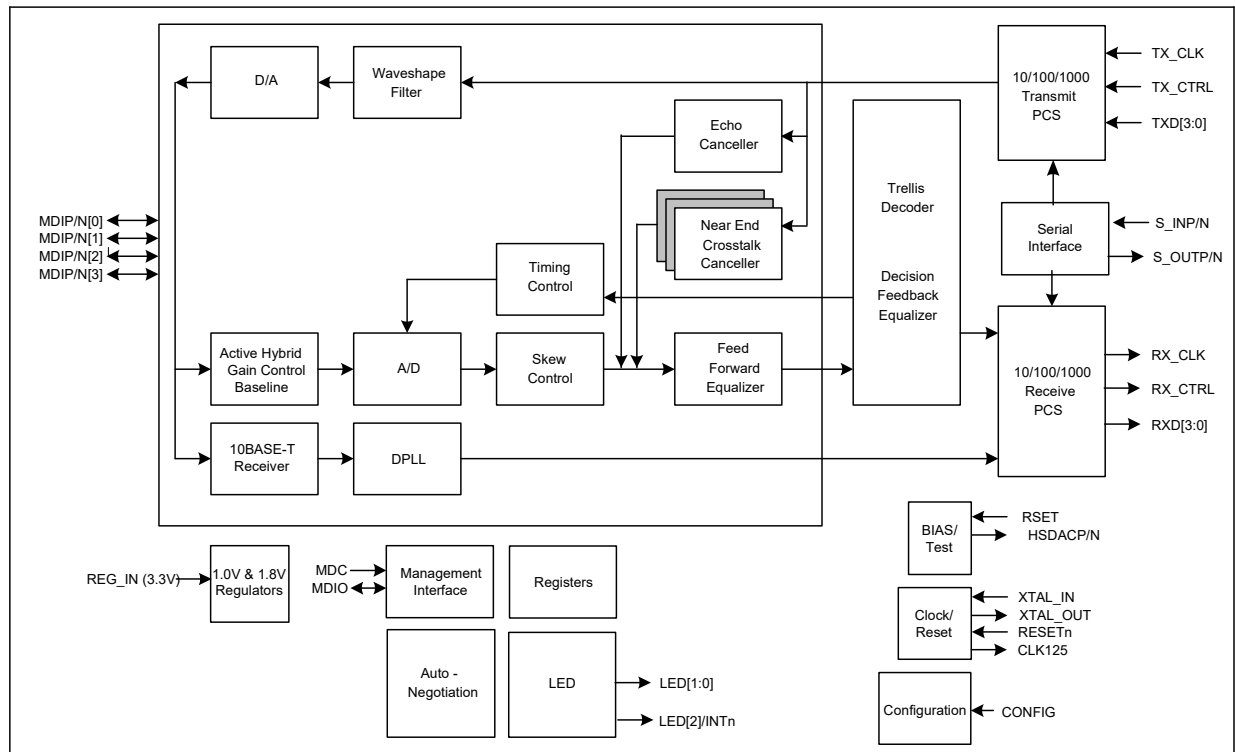 D/A
Waveshape
Filter
10/100/1000
Transmit
PCS
TX_CLK
TX_CTRL
TXD[3:0]
Echo
Canceller
Near End
Crosstalk
Canceller
Trellis
Decoder
Decision
Feedback
Equalizer
Serial
Interface
S_INP/N
S_OUTP/N
MDIP/N[0]
MDIP/N[1]
MDIP/N[2]
MDIP/N[3]
Timing
Control
Active Hybrid
Gain Control
Baseline
A/D
Skew
Control
Feed
Forward
Equalizer
10/100/1000
Receive
PCS
RX_CLK
RX_CTRL
RXD[3:0]
10BASE-T
Receiver
DPLL
BIAS/
Test
RSET
HSDACP/N
REG_IN (3.3V)
1.0V & 1.8V
Regulators
MDC
MDIO
Management
Interface
Registers
Clock/
Reset
XTAL_IN
XTAL_OUT
RESETn
CLK125
Auto -
Negotiation
LED
LED[1:0]
LED[2]/INTn
Configuration
CONFIG